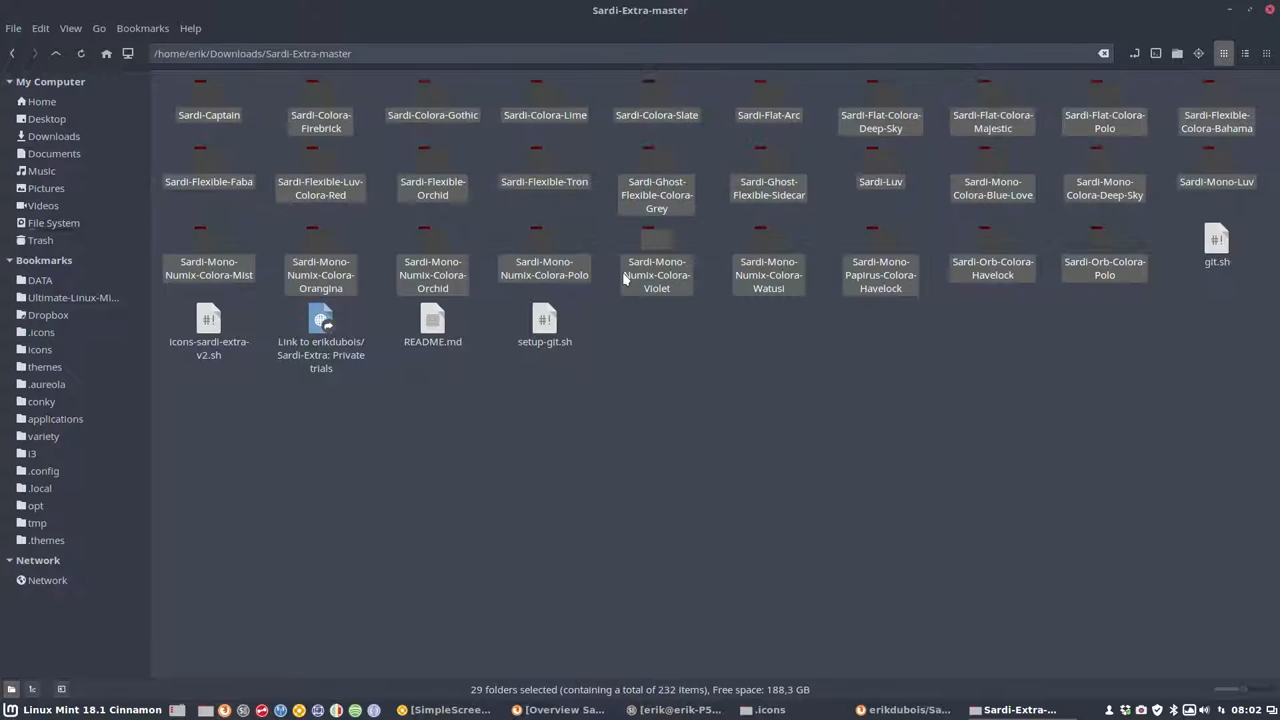 Sardi-Extra-master
File Edit View Go Bookmarks Help
/home/erik/Downloads/Sardi-Extra-master
My Computer
Home
Desktop
Downloads
Documents
Music
Pictures
Videos
File System
Trash
Bookmarks
DATA
Ultimate-Linux-Mi...
Dropbox
.icons
icons
themes
.aureola
conky
applications
variety
i3
.config
.local
opt
tmp
.themes
Network
Network
Sardi-Captain
Sardi-Colora-
Firebrick
Sardi-Colora-Gothic
Sardi-Colora-Lime
Sardi-Colora-Slate
Sardi-Flat-Arc
Sardi-Flat-Colora-
Deep-Sky
Sardi-Flat-Colora-
Majestic
Sardi-Flat-Colora-
Polo
Sardi-Flexible-
Colora-Bahama
Sardi-Flexible-Faba
Sardi-Flexible-Luv-
Colora-Red
Sardi-Flexible-
Orchid
Sardi-Flexible-Tron
Sardi-Ghost-
Flexible-Colora-
Grey
Sardi-Ghost-
Flexible-Sidecar
Sardi-Luv
Sardi-Mono-
Colora-Blue-Love
Sardi-Mono-
Colora-Deep-Sky
Sardi-Mono-Luv
Sardi-Mono-
Numix-Colora-Mist
Sardi-Mono-
Numix-Colora-
Orangina
Sardi-Mono-
Numix-Colora-
Orchid
Sardi-Mono-
Numix-Colora-Polo
Sardi-Mono-
Numix-Colora-
Violet
Sardi-Mono-
Numix-Colora-
Watusi
Sardi-Mono-
Papirus-Colora-
Havelock
Sardi-Orb-Colora-
Havelock
Sardi-Orb-Colora-
Polo
#!
git.sh
#!
icons-sardi-extra-
v2.sh
Link to erikdubois/
Sardi-Extra: Private
trials
README.md
#!
setup-git.sh
29 folders selected (containing a total of 232 items), Free space: 188,3 GB
Linux Mint 18.1 Cinnamon
[SimpleScree...
[Overview Sa...
[erik@erik-P5...
.icons
erikdubois/Sa...
Sardi-Extra-...
08:02